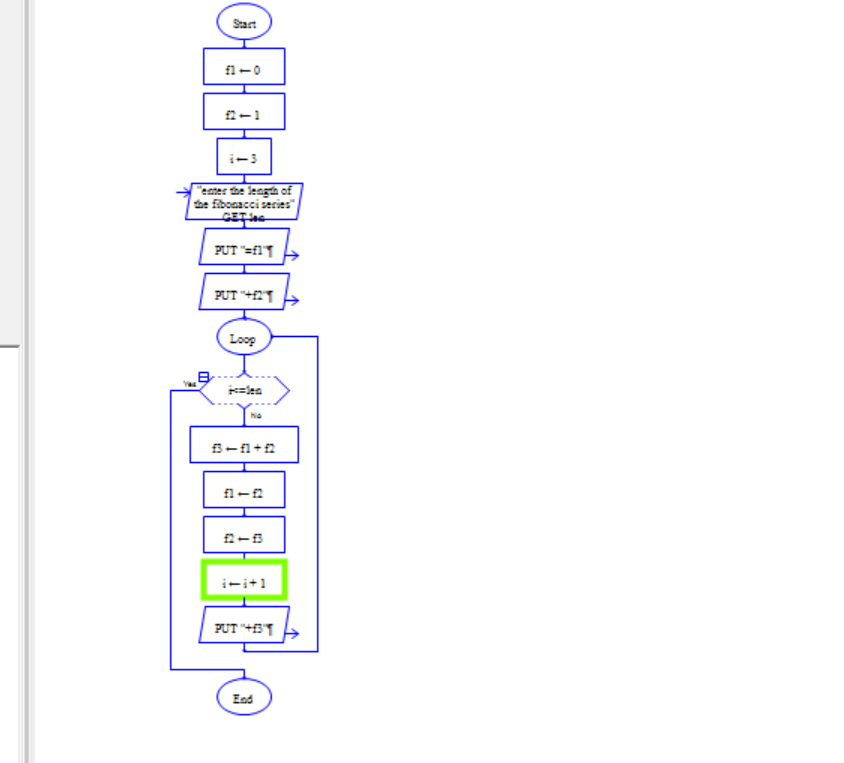 Start
f1 ← 0
f2 ← 1
i ← 3
"enter the length of
the fibonacci series"
GET len
PUT "=f1"¶
PUT "+f2"¶
Loop
Yes
i<=len
No
f3 ← f1 + f2
f1 ← f2
f2 ← f3
i ← i + 1
PUT "+f3"¶
End